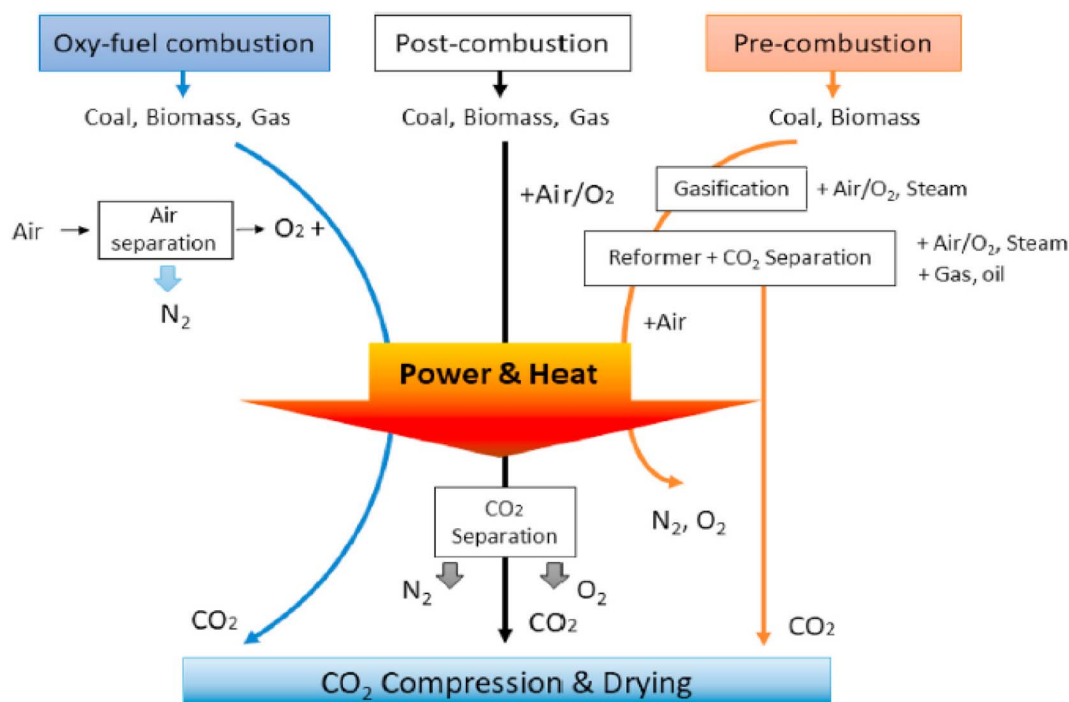 Oxy-fuel combustion
Post-combustion
Pre-combustion
Coal, Biomass, Gas
Coal, Biomass, Gas
Coal, Biomass
Gasification
+ Air/O₂, Steam
+Air/O₂
Air
Air
separation
O₂ +
Reformer + CO₂ Separation
+ Air/O₂, Steam
+ Gas, oil
N₂
+Air
Power & Heat
CO₂
Separation
N₂, O₂
N₂
O₂
CO₂
CO₂
CO₂
CO₂ Compression & Drying